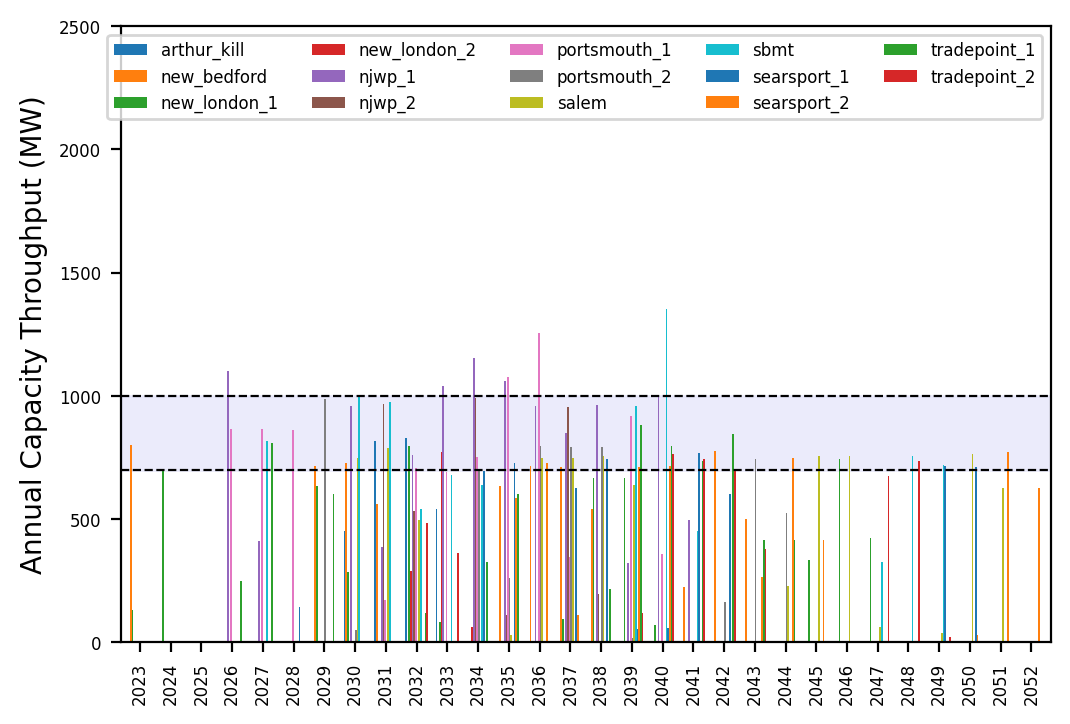 2500
2000
1500
1000
500
0
Annual Capacity Throughput (MW)
arthur_kill new_london_2 portsmouth_1 sbmt tradepoint_1
new_bedford njwp_1 portsmouth_2 searsport_1 tradepoint_2
new_london_1 njwp_2 salem searsport_2
2023 2024 2025 2026 2027 2028 2029 2030 2031 2032 2033 2034 2035 2036 2037 2038 2039 2040 2041 2042 2043 2044 2045 2046 2047 2048 2049 2050 2051 2052